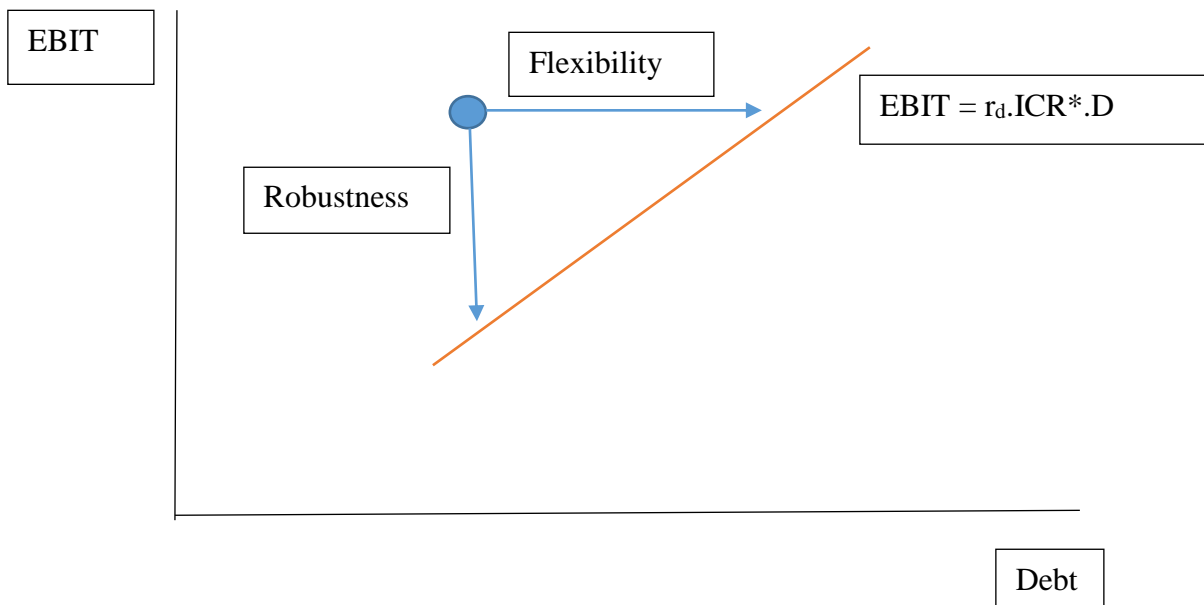 EBIT
Flexibility
EBIT = rd.ICR*.D
Robustness
Debt